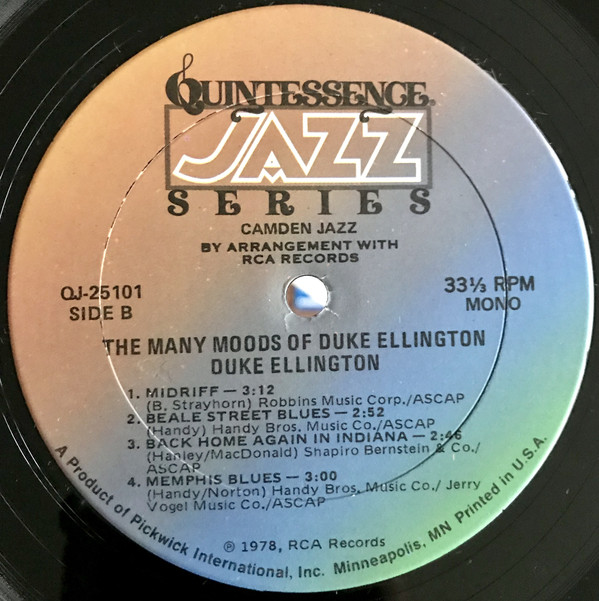 QUINTESSENCE®
JAZZ
SERIES
CAMDEN JAZZ
BY ARRANGEMENT WITH
RCA RECORDS
QJ-25101
SIDE B
33⅓ RPM
MONO
THE MANY MOODS OF DUKE ELLINGTON
DUKE ELLINGTON
1. MIDRIFF — 3:12
(B. Strayhorn) Robbins Music Corp./ASCAP
2. BEALE STREET BLUES — 2:52
(Handy) Handy Bros. Music Co./ASCAP
3. BACK HOME AGAIN IN INDIANA — 2:46
(Hanley/MacDonald) Shapiro Bernstein & Co./
ASCAP
4. MEMPHIS BLUES — 3:00
(Handy/Norton) Handy Bros. Music Co./ Jerry
Vogel Music Co./ASCAP
℗ 1978, RCA Records
A Product of Pickwick International, Inc. Minneapolis, MN Printed in U.S.A.